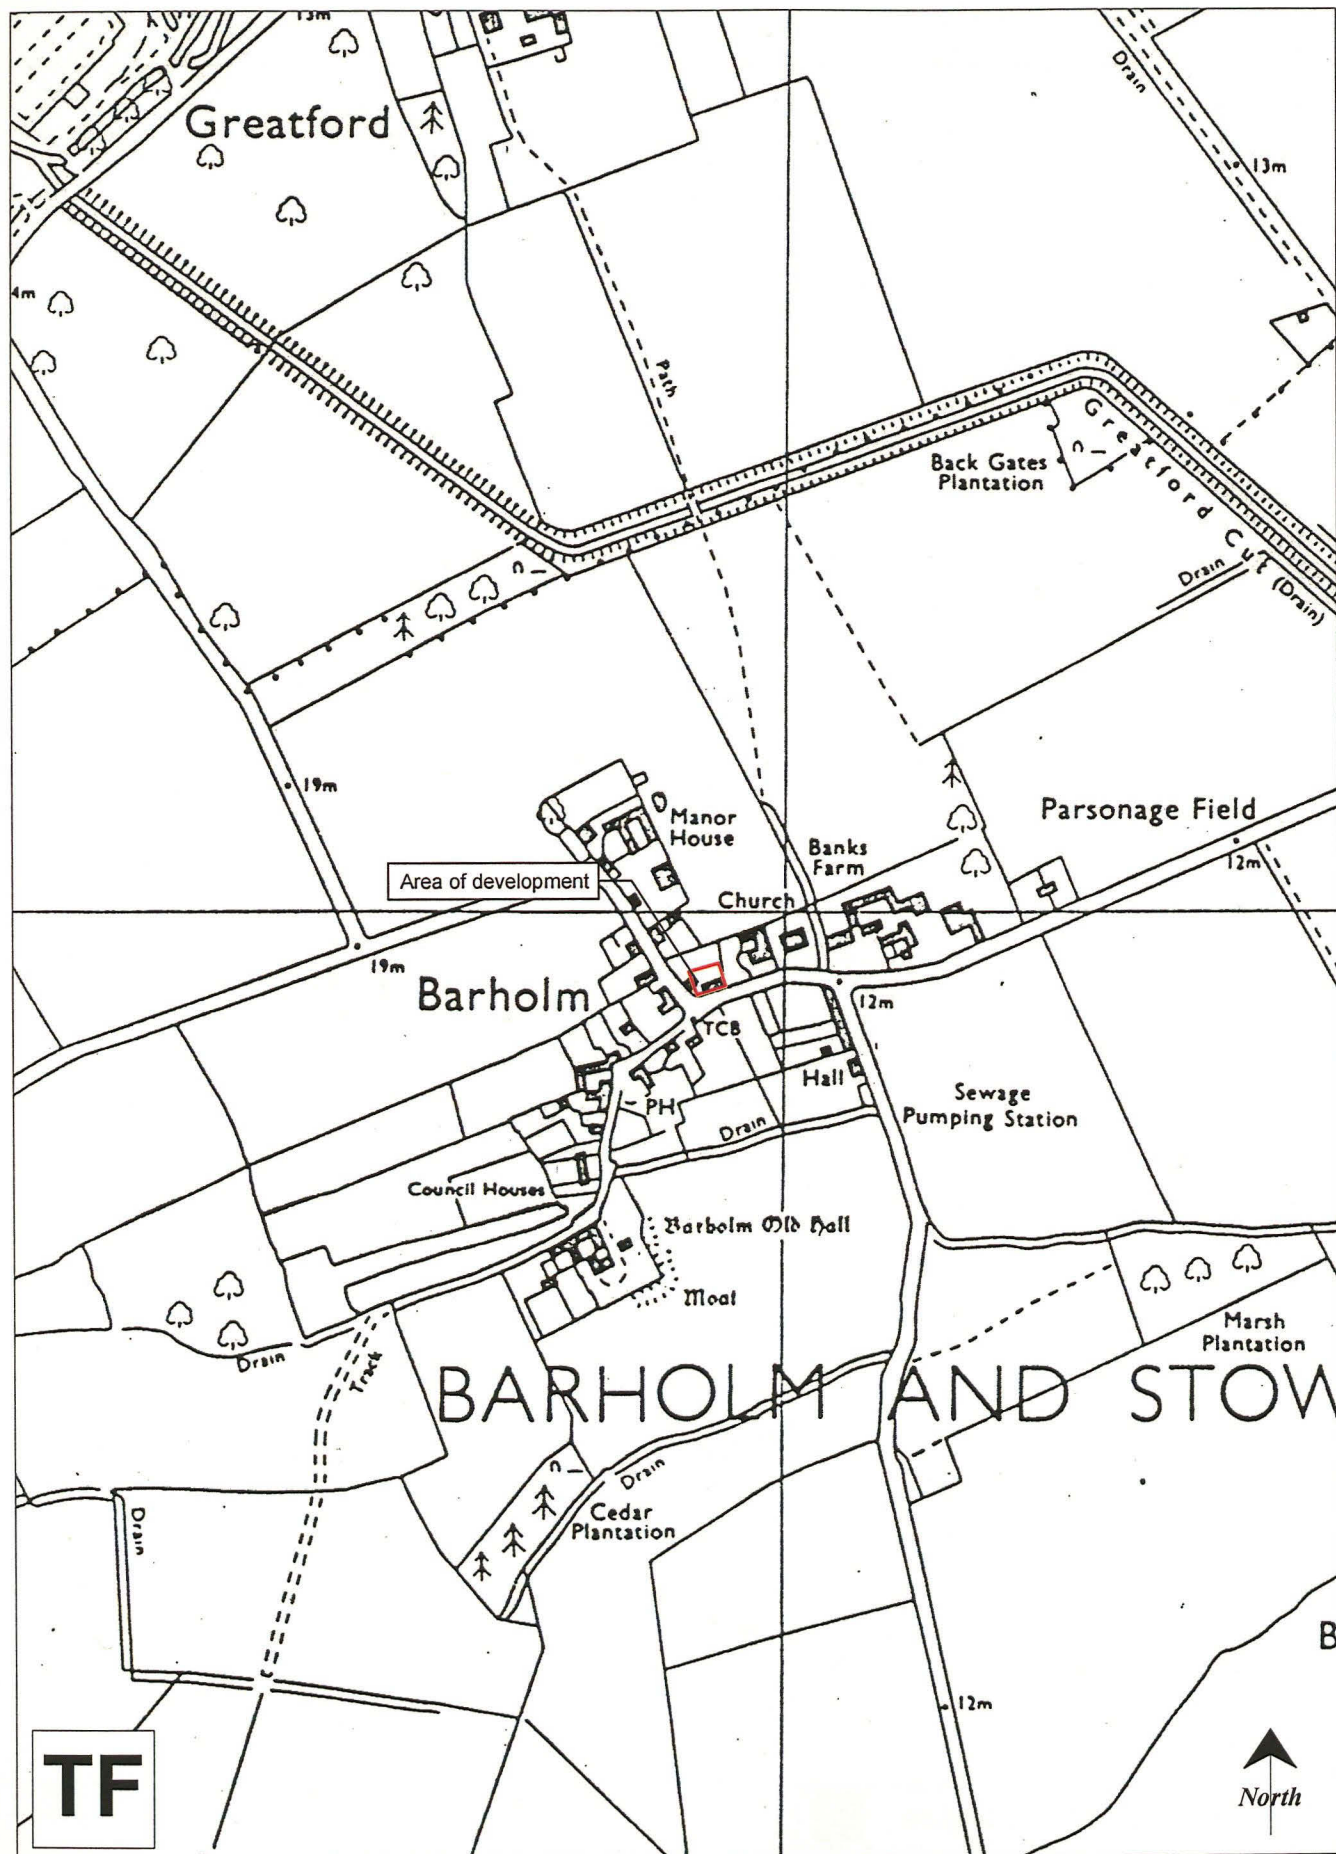 13m
Greatford
Drain
13m
4m
Path
Back Gates
Plantation
Greatford Cut (Drain)
Drain
19m
Manor
House
Parsonage Field
Banks
Farm
12m
Area of development
Church
19m
Barholm
12m
TCB
Hall
PH
Sewage
Pumping Station
Drain
Council Houses
Barholm Old Hall
Moat
Marsh
Plantation
Drain
Track
BARHOLM AND STOW
Drain
Cedar
Plantation
Drain
B
12m
TF
North